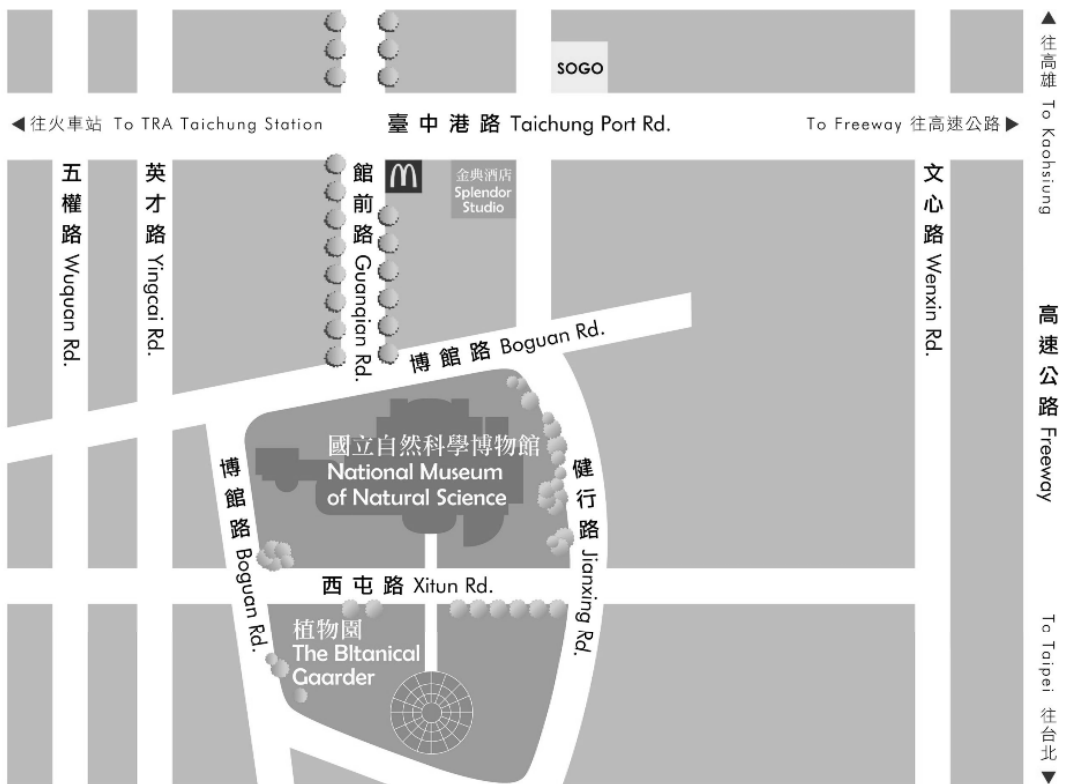 SOGO
往火車站 To TRA Taichung Station
臺中港路 Taichung Port Rd.
To Freeway 往高速公路
往高雄 To Kaohsiung
五權路 Wuquan Rd.
英才路 Yingcai Rd.
館前路 Guanqian Rd.
金典酒店
Splendor
Studio
文心路 Wenxin Rd.
高速公路 Freeway
博館路 Boguan Rd.
國立自然科學博物館
National Museum
of Natural Science
博館路 Boguan Rd.
健行路 Jianxing Rd.
西屯路 Xitun Rd.
植物園
The Bltanical
Gaarder
To Taipei 往台北